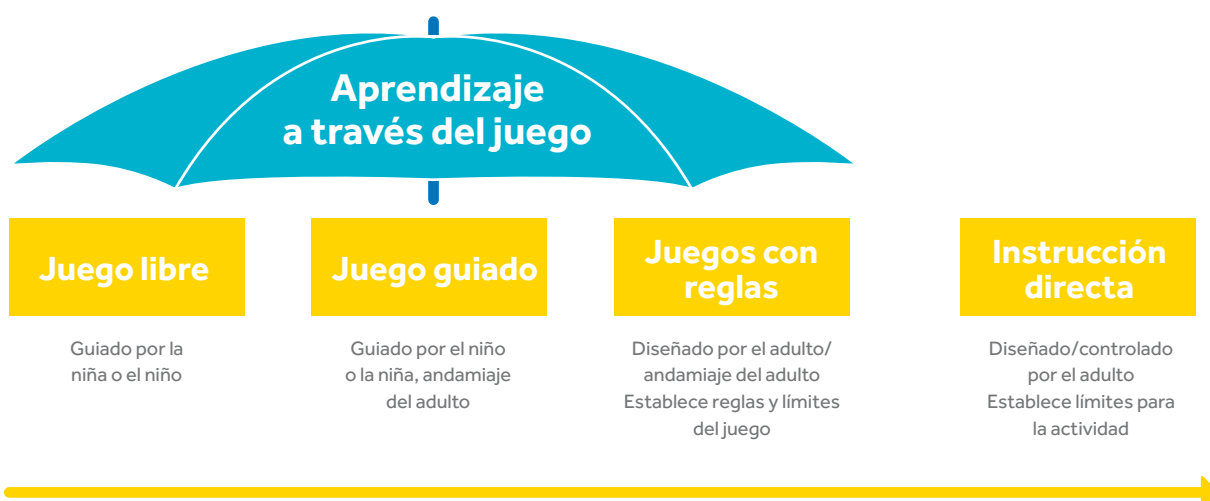 Aprendizaje
a través del juego
Juego libre
Guiado por la
niña o el niño
Juego guiado
Guiado por el niño
o la niña, andamiaje
del adulto
Juegos con
reglas
Diseñado por el adulto/
andamiaje del adulto
Establece reglas y límites
del juego
Instrucción
directa
Diseñado/controlado
por el adulto
Establece límites para
la actividad